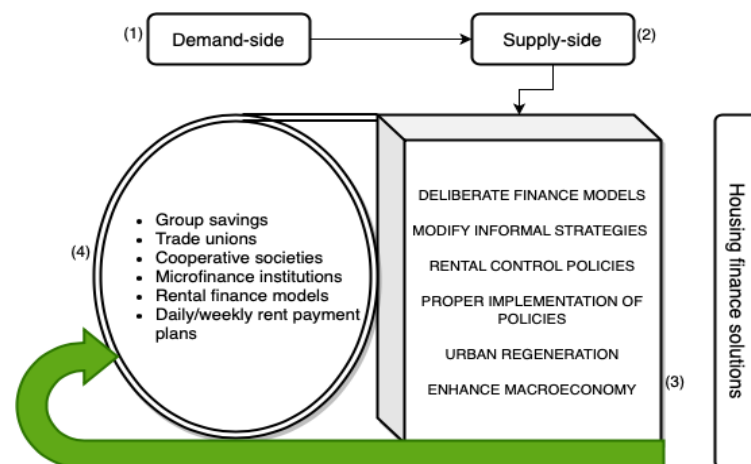 (1)
Demand-side
Supply-side
(2)
(4)
• Group savings
• Trade unions
• Cooperative societies
• Microfinance institutions
• Rental finance models
• Daily/weekly rent payment
plans
DELIBERATE FINANCE MODELS
MODIFY INFORMAL STRATEGIES
RENTAL CONTROL POLICIES
PROPER IMPLEMENTATION OF
POLICIES
URBAN REGENERATION
ENHANCE MACROECONOMY
(3)
Housing finance solutions